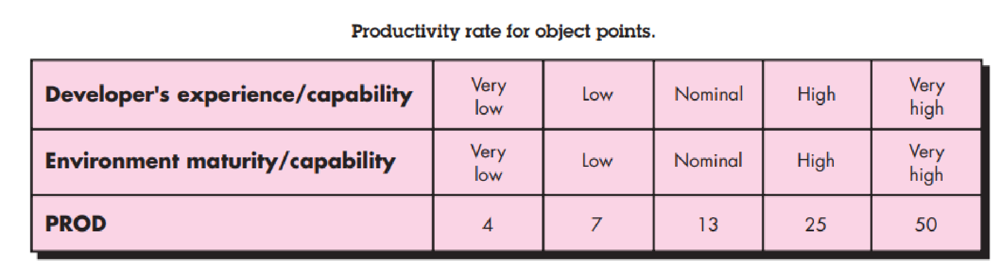 Productivity rate for object points.
Developer's experience/capability Very low Low Nominal High Very high
Environment maturity/capability Very low Low Nominal High Very high
PROD 4 7 13 25 50